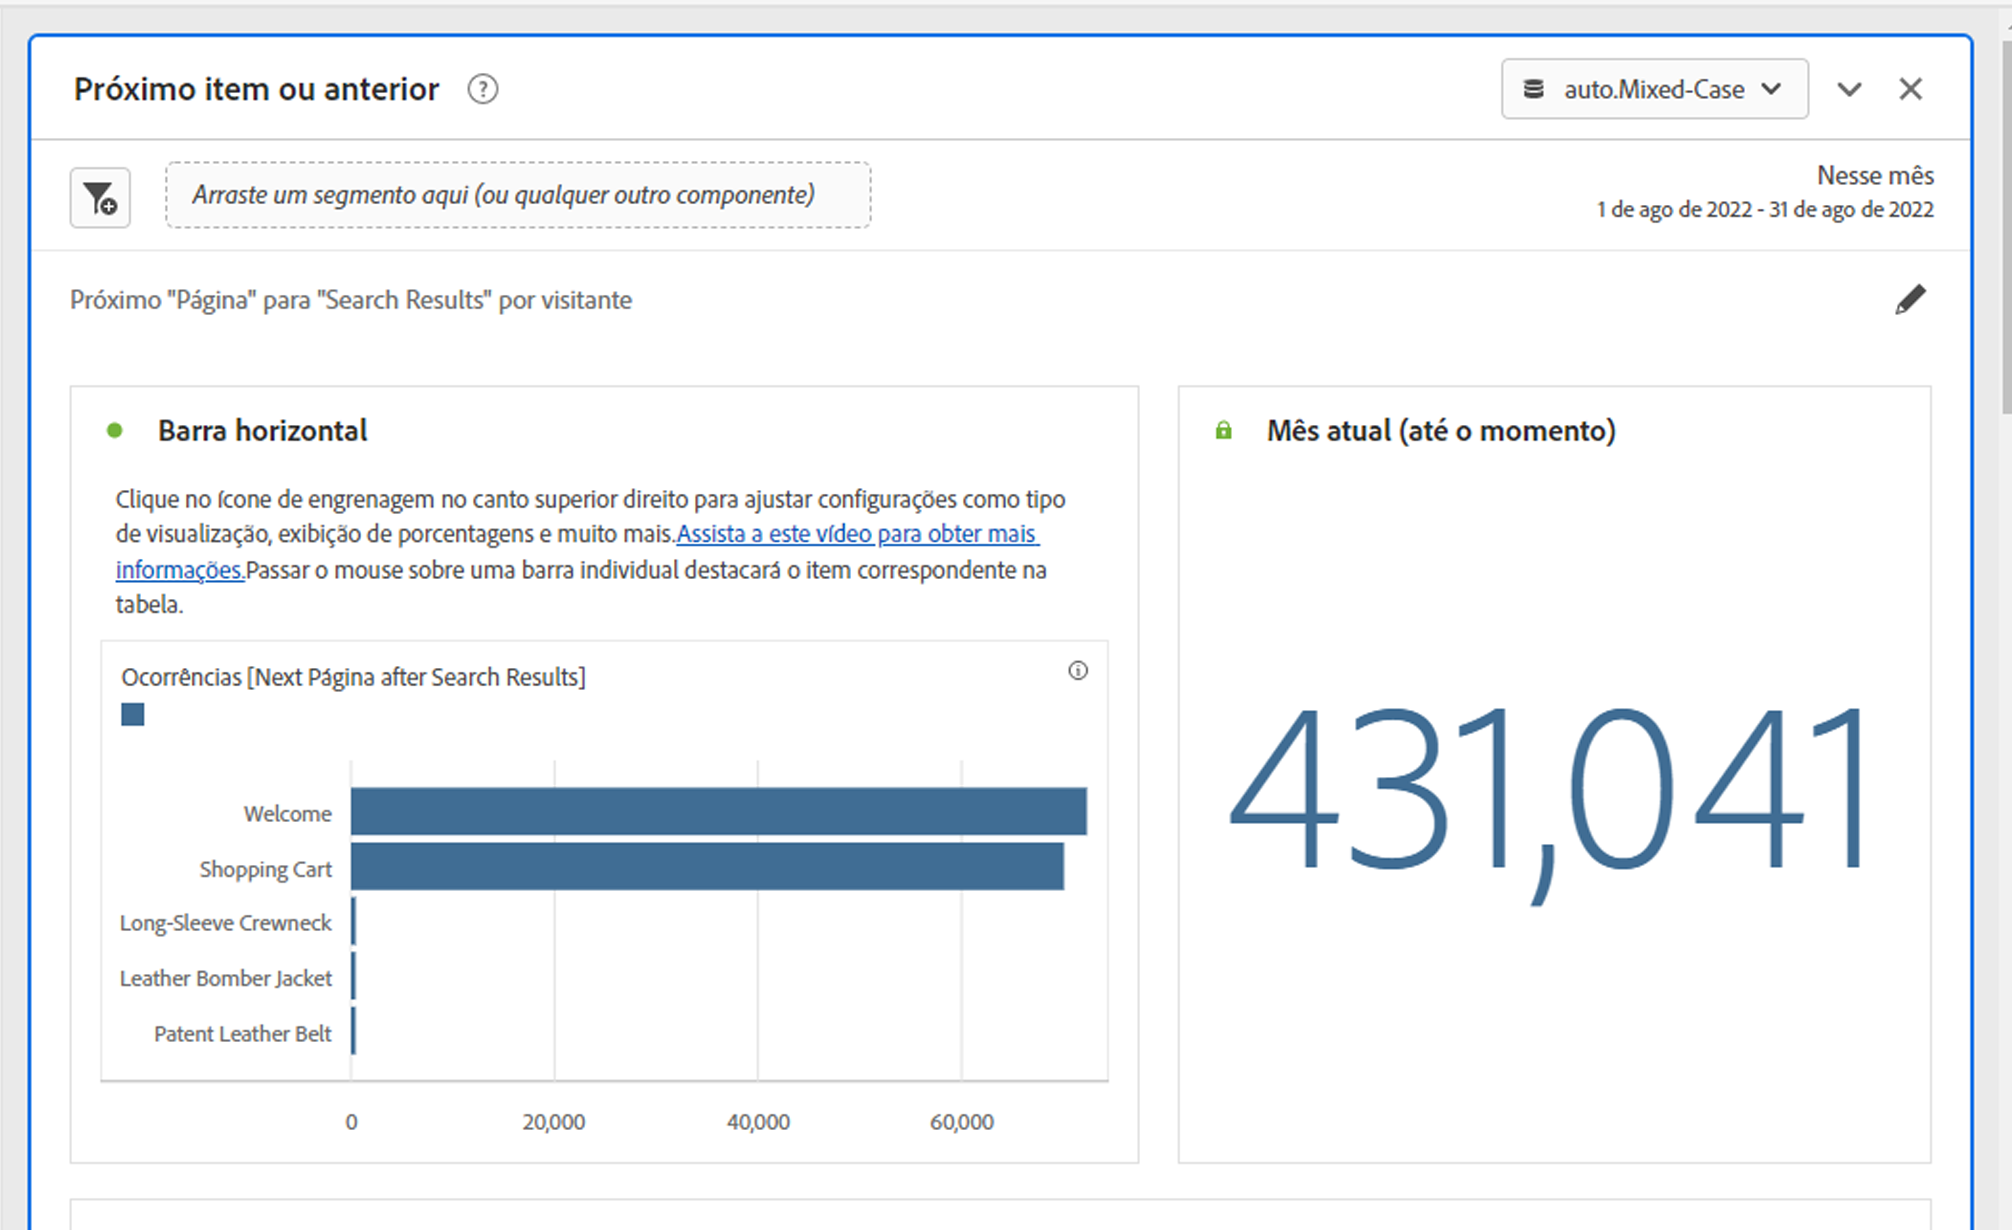 Próximo item ou anterior
auto.Mixed-Case
Arraste um segmento aqui (ou qualquer outro componente)
Nesse mês
1 de ago de 2022 - 31 de ago de 2022
Próximo "Página" para "Search Results" por visitante
Barra horizontal
Clique no ícone de engrenagem no canto superior direito para ajustar configurações como tipo
de visualização, exibição de porcentagens e muito mais.Assista a este vídeo para obter mais
informações.Passar o mouse sobre uma barra individual destacará o item correspondente na
tabela.
Ocorrências [Next Página after Search Results]
Welcome
Shopping Cart
Long-Sleeve Crewneck
Leather Bomber Jacket
Patent Leather Belt
0 20,000 40,000 60,000
Mês atual (até o momento)
431,041